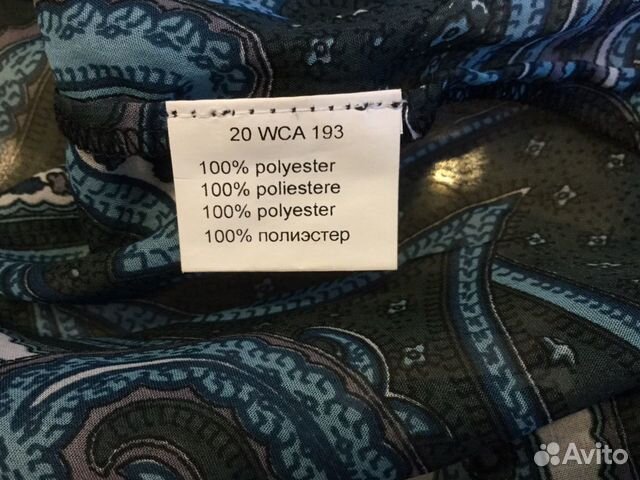 20 WCA 193
100% polyester
100% poliestere
100% polyester
100% полиэстер
Avito